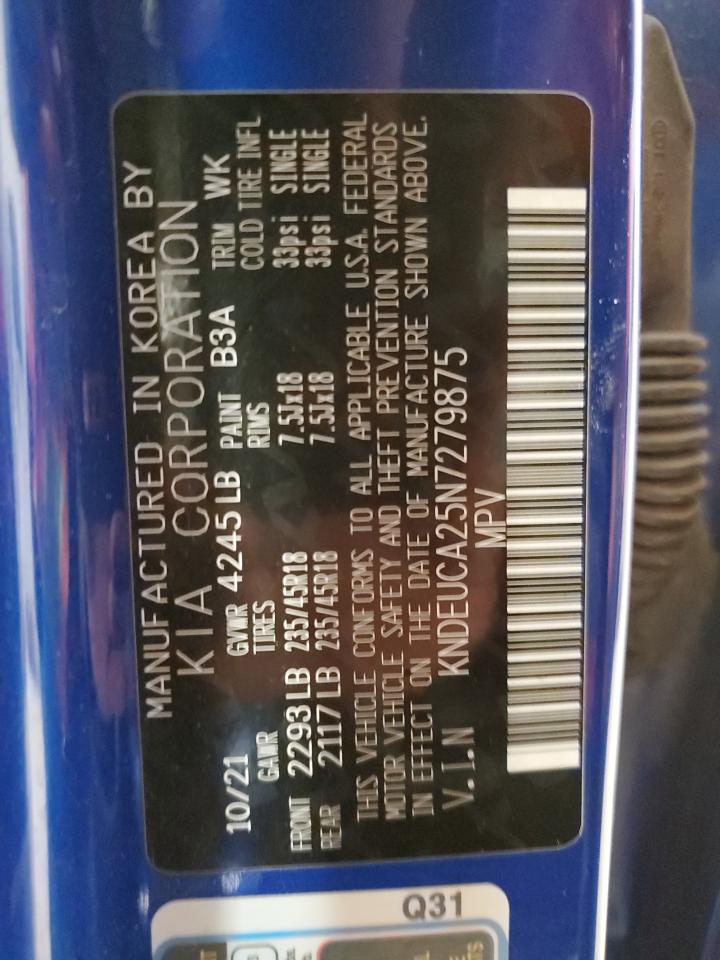 MANUFACTURED IN KOREA BY
KIA CORPORATION
10/21 GVWR 4245 LB PAINT B3A TRIM WK
GAWR TIRES RIMS COLD TIRE INFL
FRONT 2293 LB 235/45R18 7.5Jx18 33psi SINGLE
REAR 2117 LB 235/45R18 7.5Jx18 33psi SINGLE
THIS VEHICLE CONFORMS TO ALL APPLICABLE U.S.A. FEDERAL
MOTOR VEHICLE SAFETY AND THEFT PREVENTION STANDARDS
IN EFFECT ON THE DATE OF MANUFACTURE SHOWN ABOVE.
V.I.N KNDEUCA25N7279875
MPV
Q31